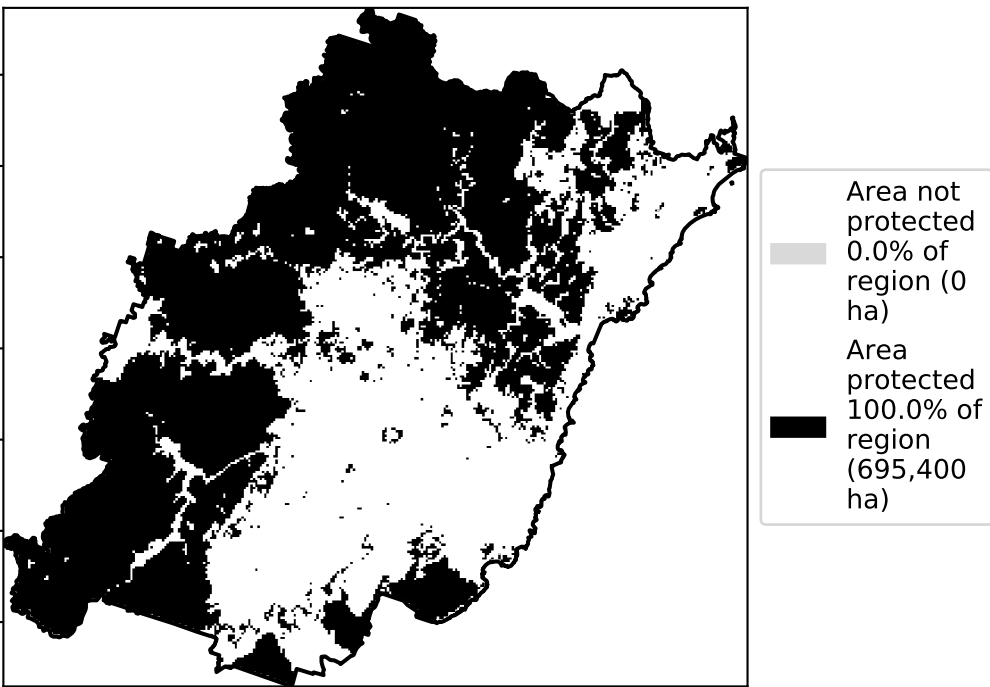 Area not
protected
0.0% of
region (0
ha)
Area
protected
100.0% of
region
(695,400
ha)